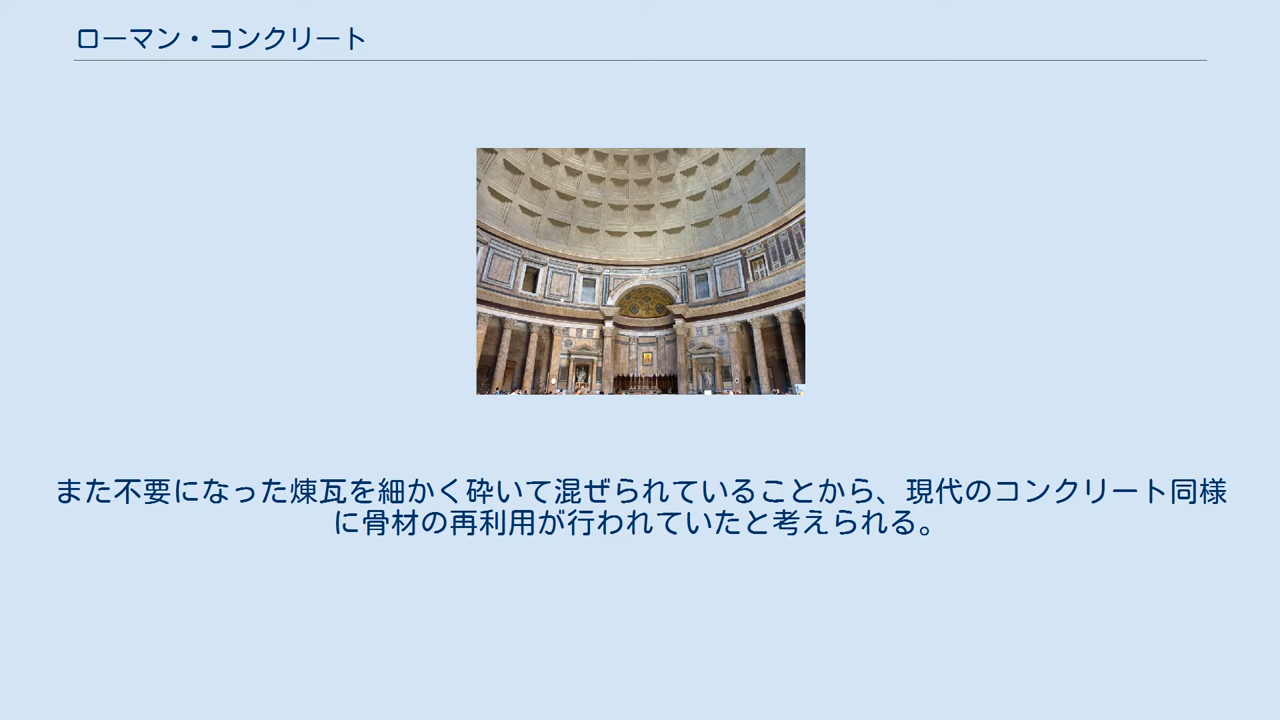 ローマン・コンクリート
また不要になった煉瓦を細かく砕いて混ぜられていることから、現代のコンクリート同様
に骨材の再利用が行われていたと考えられる。